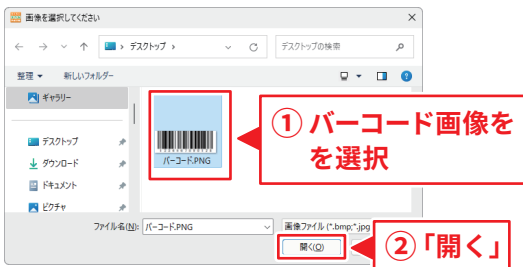 画像を選択してください
デスクトップ
デスクトップの検索
整理
新しいフォルダー
ギャラリー
デスクトップ
ダウンロード
ドキュメント
ピクチャ
バーコード.PNG
① バーコード画像を
を選択
ファイル名(N):
バーコード.PNG
画像ファイル (*.bmp;*.jpg
開く(O)
②「開く」